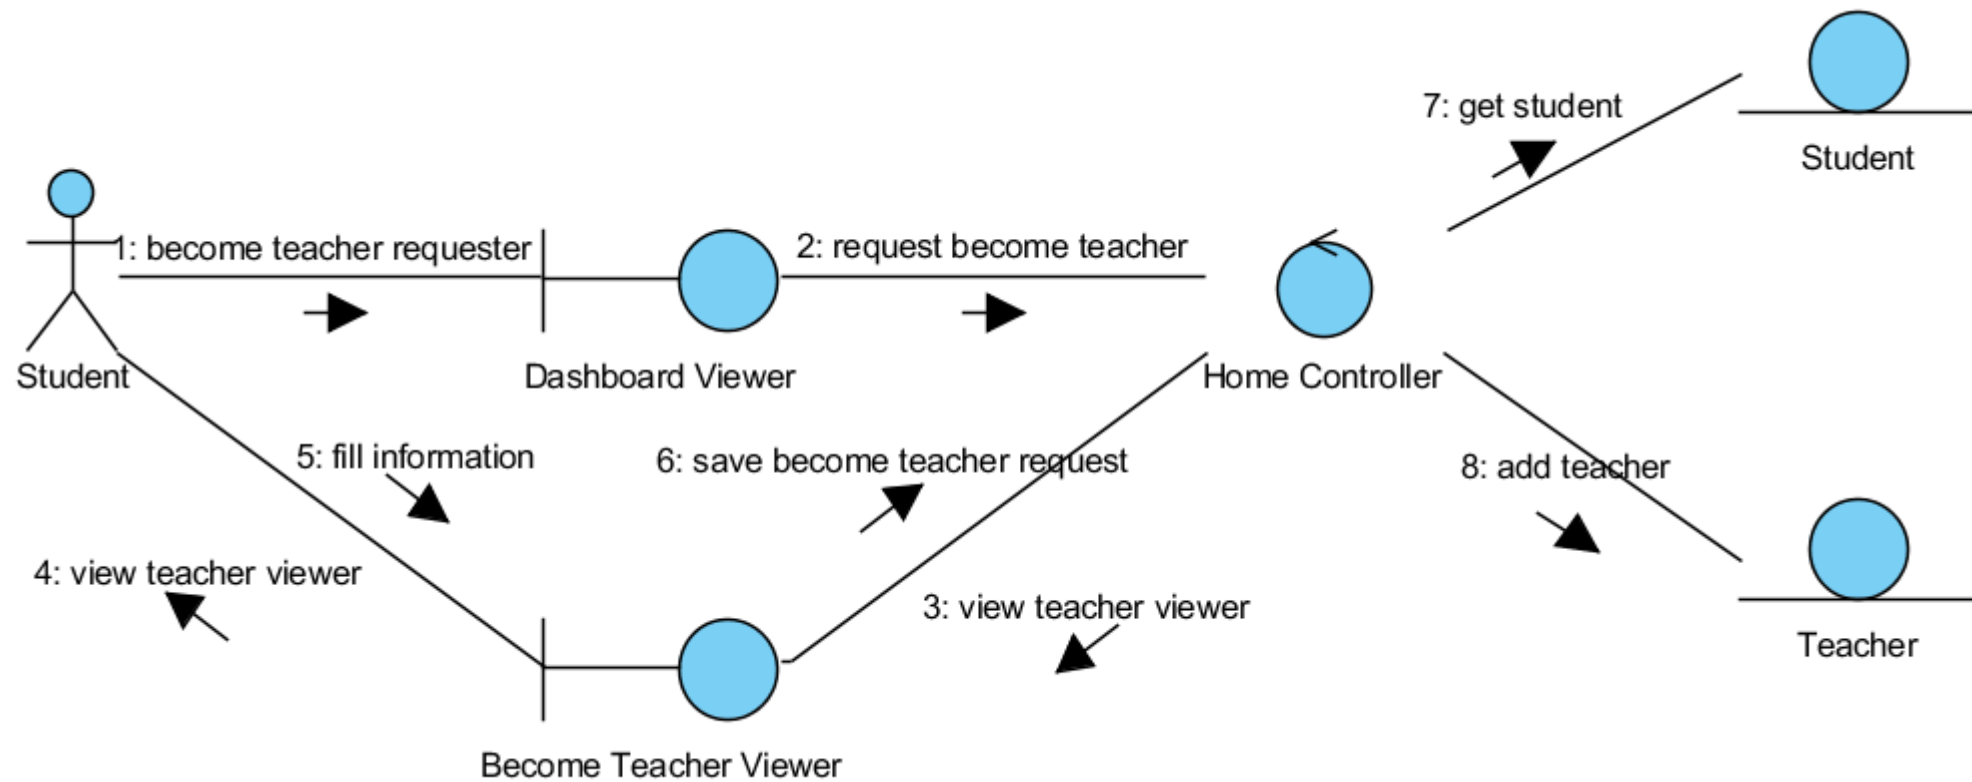 7: get student
Student
1: become teacher requester
2: request become teacher
Student
Dashboard Viewer
Home Controller
5: fill information
6: save become teacher request
8: add teacher
4: view teacher viewer
3: view teacher viewer
Teacher
Become Teacher Viewer